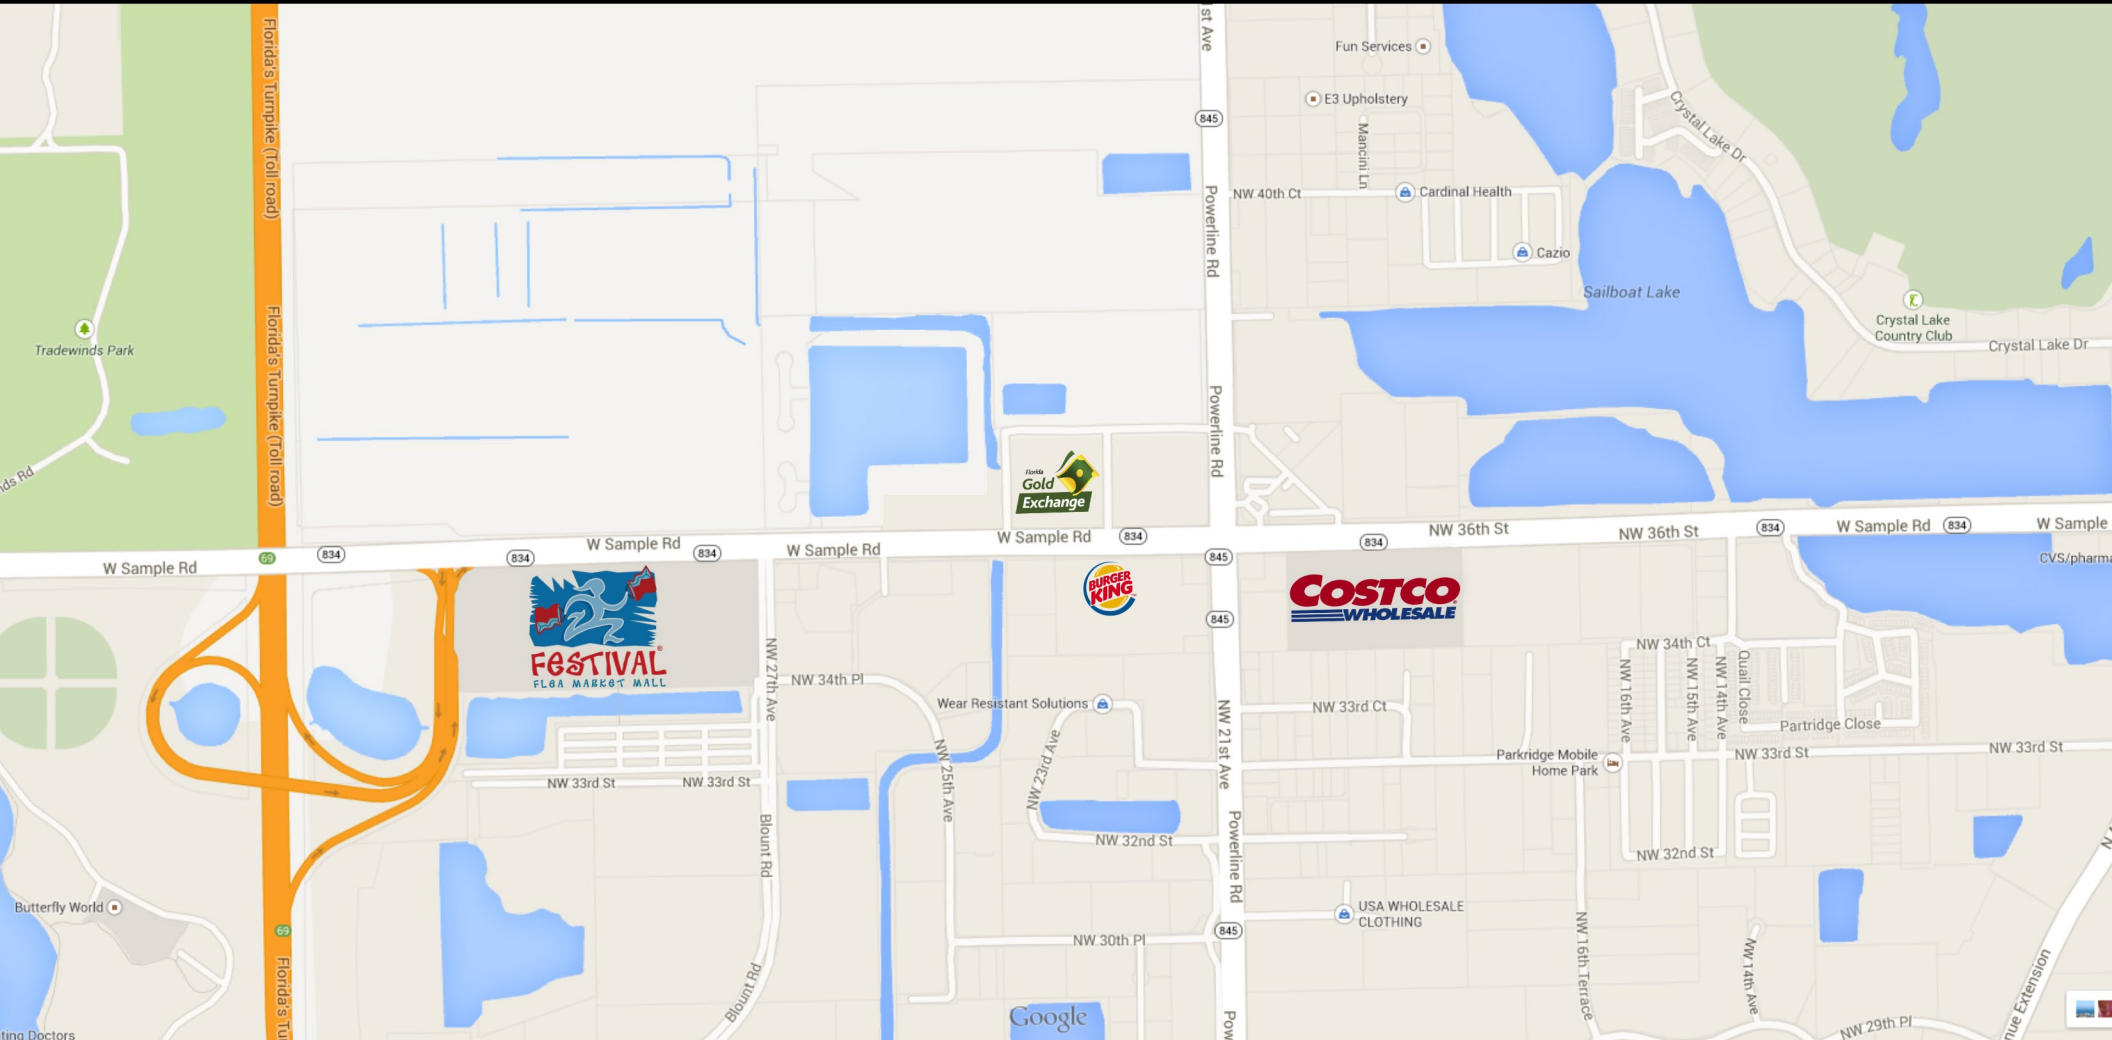 1st Ave
Florida's Turnpike (Toll road)
Fun Services
E3 Upholstery
Crystal Lake Dr
845
Mancini Ln
Powerline Rd
NW 40th Ct
Cardinal Health
Cazio
Sailboat Lake
Crystal Lake
Country Club
Crystal Lake Dr
Tradewinds Park
Florida's Turnpike (Toll road)
Powerline Rd
ds Rd
Florida
Gold
Exchange
W Sample Rd
69
834
834
W Sample Rd
834
W Sample Rd
W Sample Rd
834
845
834
NW 36th St
NW 36th St
834
W Sample Rd
834
W Sample
CVS/pharma
FESTIVAL®
FLEA MARKET MALL
BURGER
KING
845
COSTCO
WHOLESALE
NW 27th Ave
NW 34th Pl
NW 34th Ct
Wear Resistant Solutions
NW 33rd Ct
NW 16th Ave
NW 15th Ave
NW 14th Ave
Quail Close
Partridge Close
NW 21st Ave
NW 25th Ave
NW 23rd Ave
Parkridge Mobile
Home Park
NW 33rd St
NW 33rd St
NW 33rd St
NW 33rd St
Blount Rd
NW 32nd St
Powerline Rd
NW 32nd St
Butterfly World
69
USA WHOLESALE
CLOTHING
845
NW 30th Pl
NW 16th Terrace
NW 14th Ave
Blount Rd
Florida's Tu
Google
Pow
NW 29th Pl
nue Extension
ting Doctors